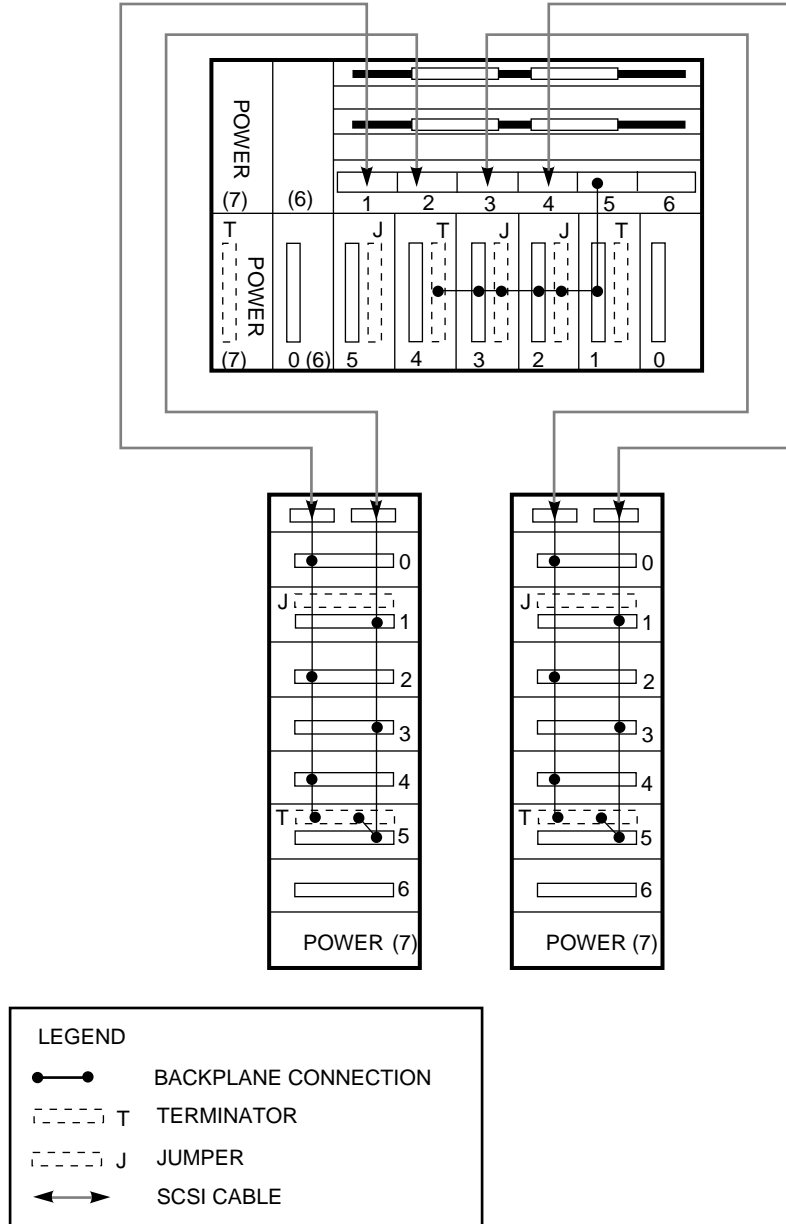 POWER
(7) (6) 1 2 3 4 5 6
T J T J J T
POWER
(7) 0 (6) 5 4 3 2 1 0
0 0
J 1 J 1
2 2
3 3
4 4
T 5 T 5
6 6
POWER (7) POWER (7)
LEGEND
BACKPLANE CONNECTION
T TERMINATOR
J JUMPER
SCSI CABLE